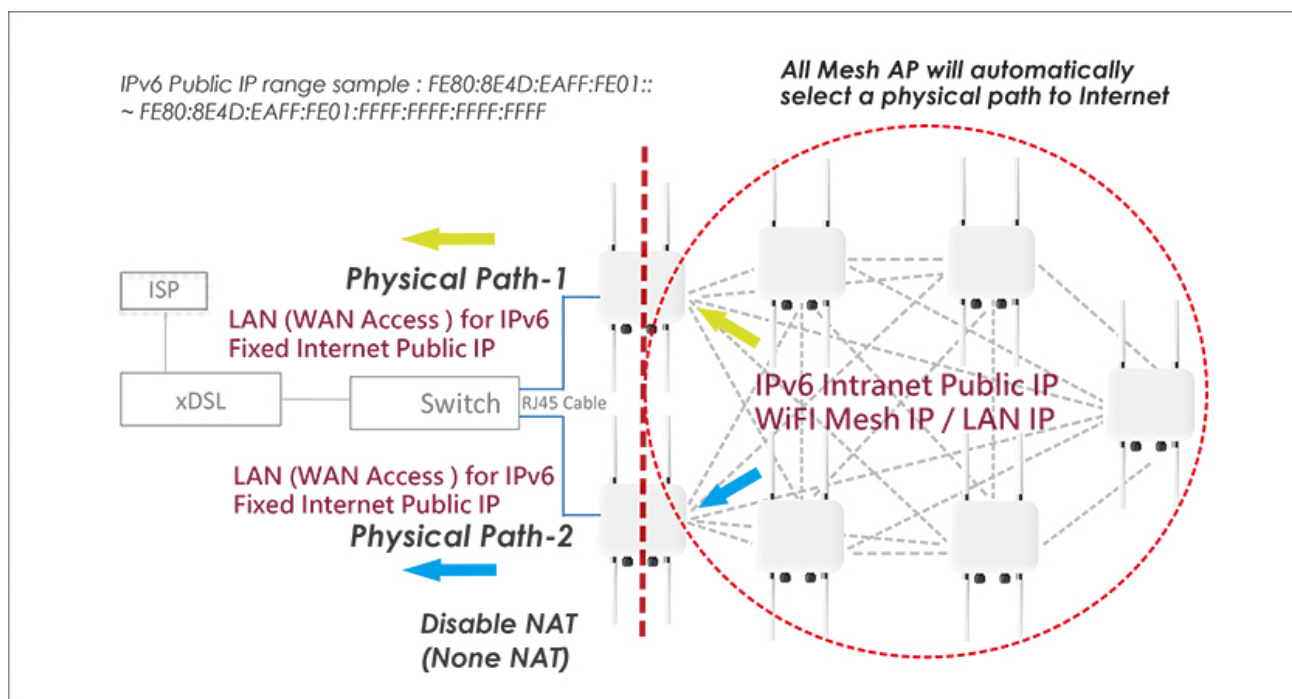 IPv6 Public IP range sample : FE80:8E4D:EAFF:FE01::
~ FE80:8E4D:EAFF:FE01:FFFF:FFFF:FFFF:FFFF
All Mesh AP will automatically
select a physical path to Internet
Physical Path-1
ISP
LAN (WAN Access ) for IPv6
Fixed Internet Public IP
xDSL
Switch
RJ45 Cable
IPv6 Intranet Public IP
WiFI Mesh IP / LAN IP
LAN (WAN Access ) for IPv6
Fixed Internet Public IP
Physical Path-2
Disable NAT
(None NAT)